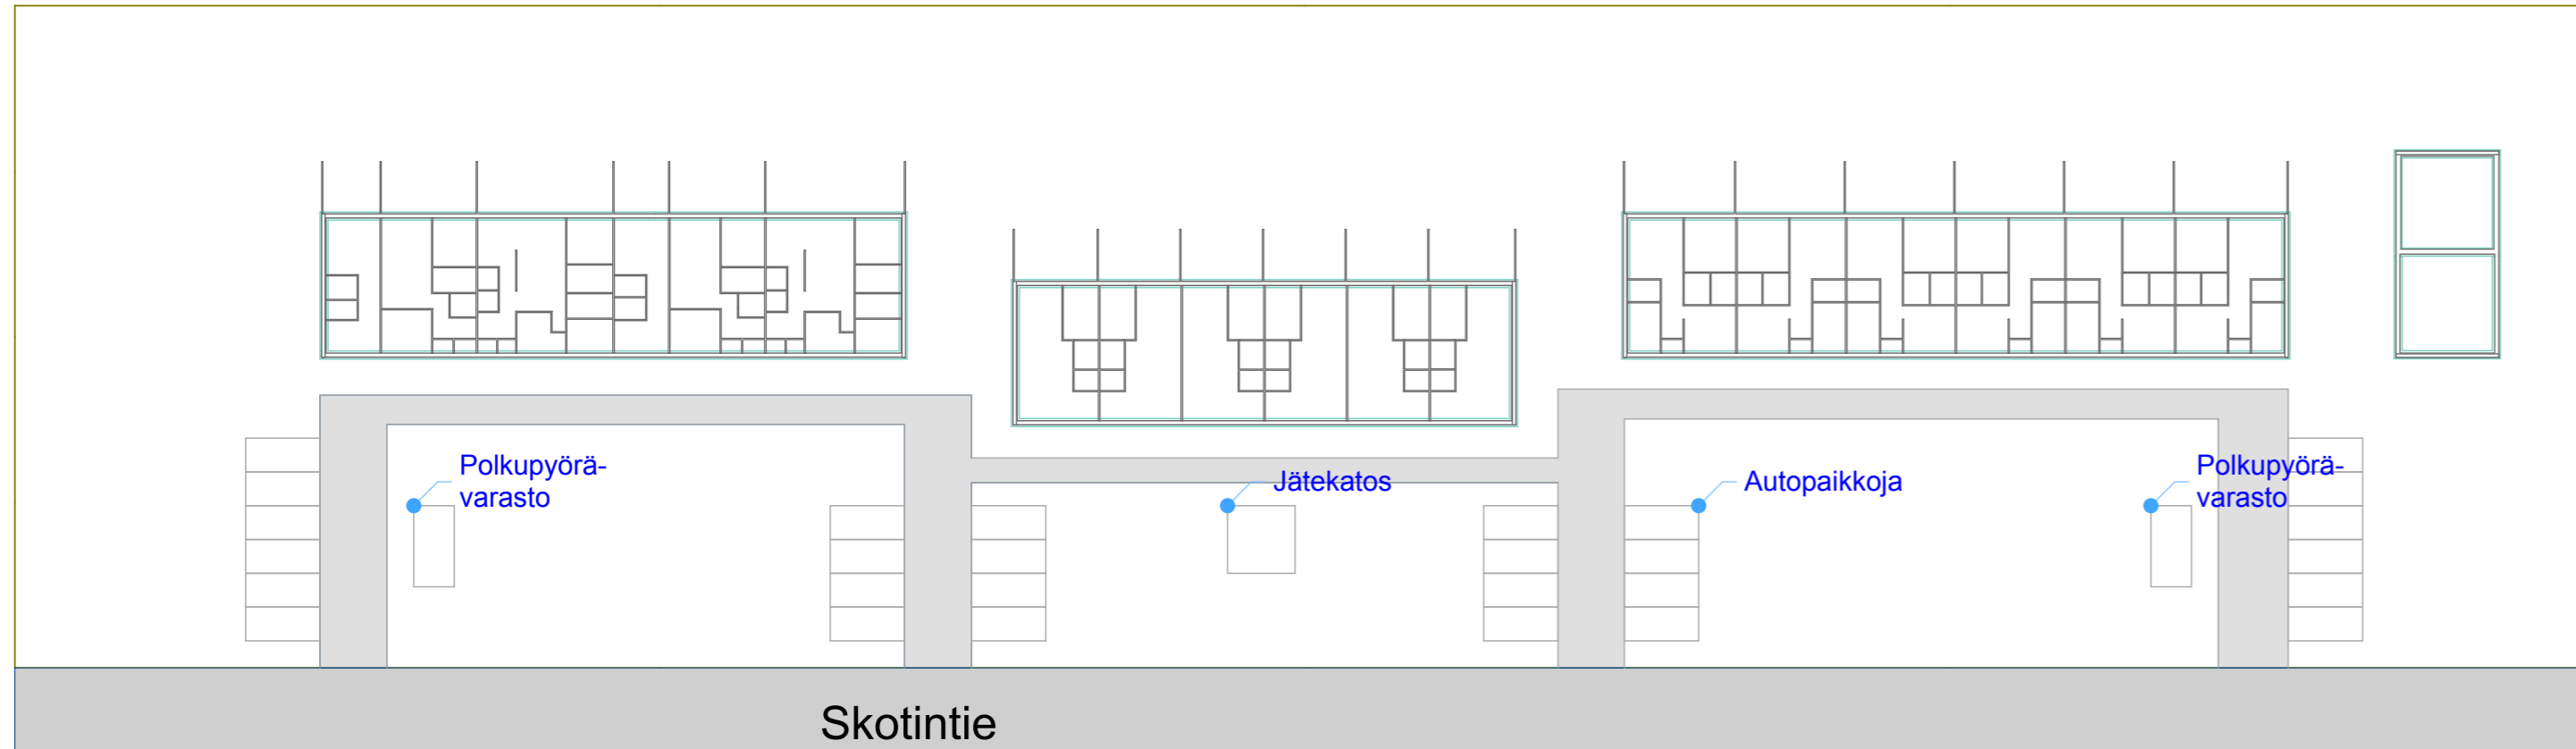 Polkupyörä-
varasto
Jätekatos
Autopaikkoja
Polkupyörä-
varasto
Skotintie